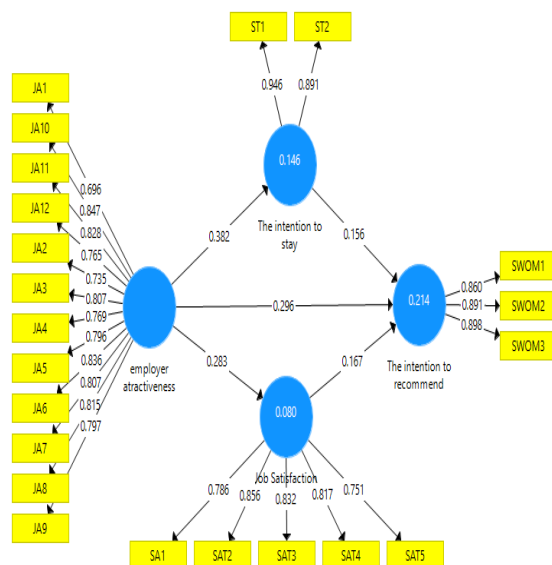 ST1
ST2
0.946
0.891
JA1
JA10
JA11
JA12
JA2
JA3
JA4
JA5
JA6
JA7
JA8
JA9
0.696
0.847
0.828
0.765
0.735
0.807
0.769
0.796
0.836
0.807
0.815
0.797
employer
atractiveness
0.382
0.296
0.283
0.146
The intention to
stay
0.156
0.167
0.214
The intention to
recommend
0.860
0.891
0.898
SWOM1
SWOM2
SWOM3
0.080
Job Satisfaction
0.786
0.856
0.832
0.817
0.751
SA1
SAT2
SAT3
SAT4
SAT5